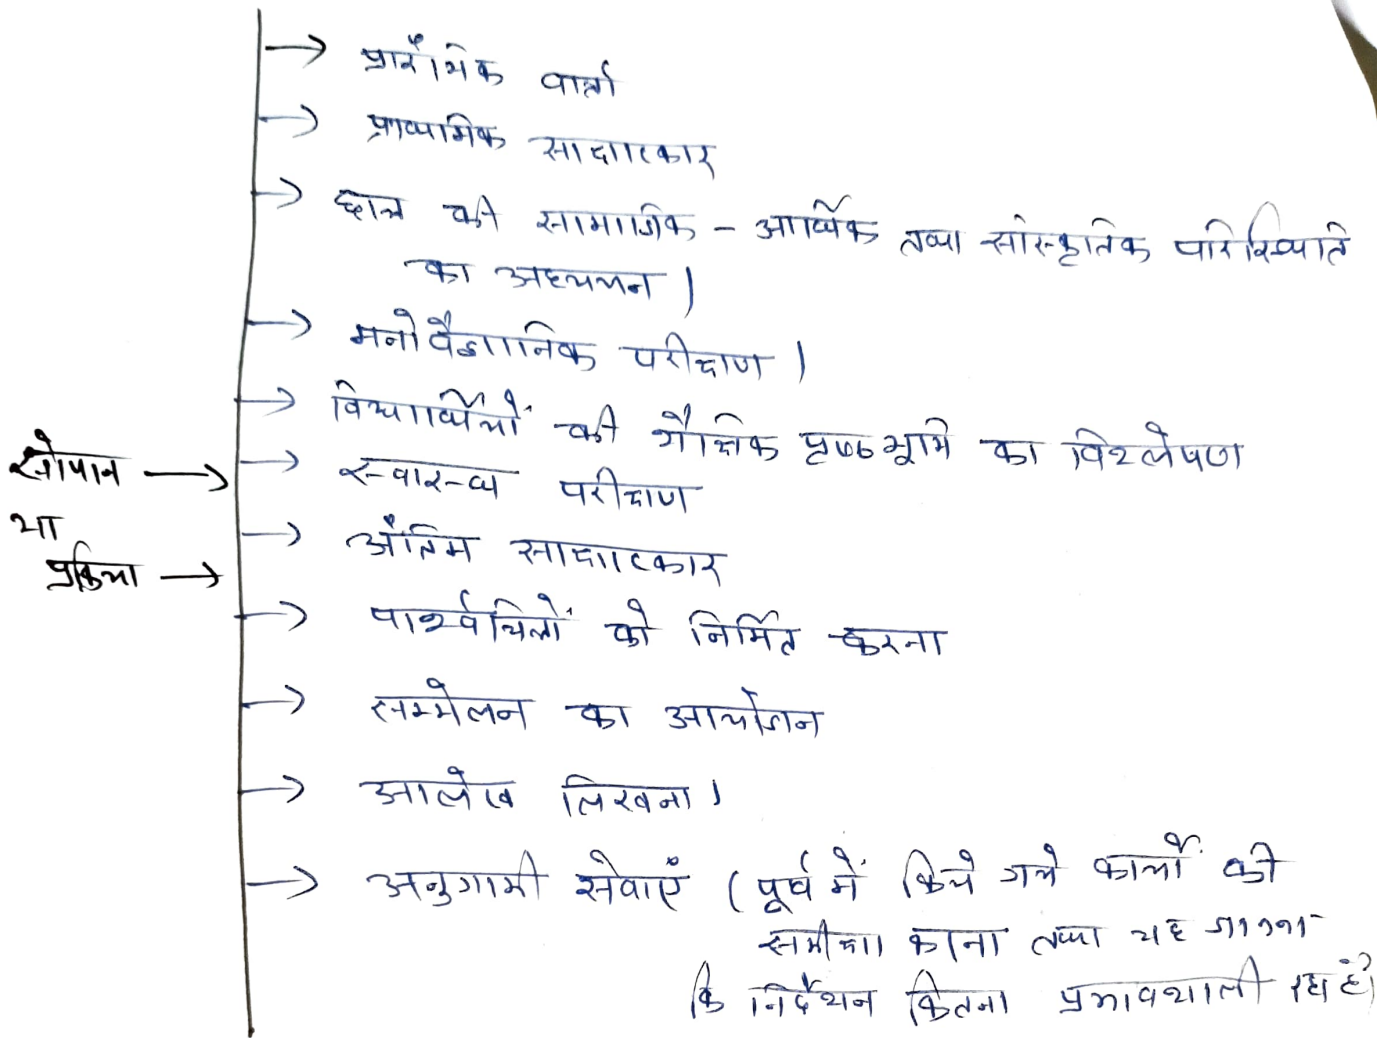 प्रारंभिक वार्ता
प्राथमिक साक्षात्कार
छात्र की सामाजिक - आर्थिक तथा सांस्कृतिक परिस्थिति
का अध्ययन ।
मनोवैज्ञानिक परीक्षण ।
विद्यार्थियों की शैक्षिक पृष्ठभूमि का विश्लेषण
स्वास्थ्य परीक्षण
अंतिम साक्षात्कार
पार्श्वचित्रों को निर्मित करना
सम्मेलन का आयोजन
आलेख लिखना ।
अनुगामी सेवाएं (पूर्व में किये गये कार्यों की
समीक्षा करना तथा यह जानना
कि निर्देशन कितना प्रभावशाली रहा है)
सोपान
या
प्रक्रिया